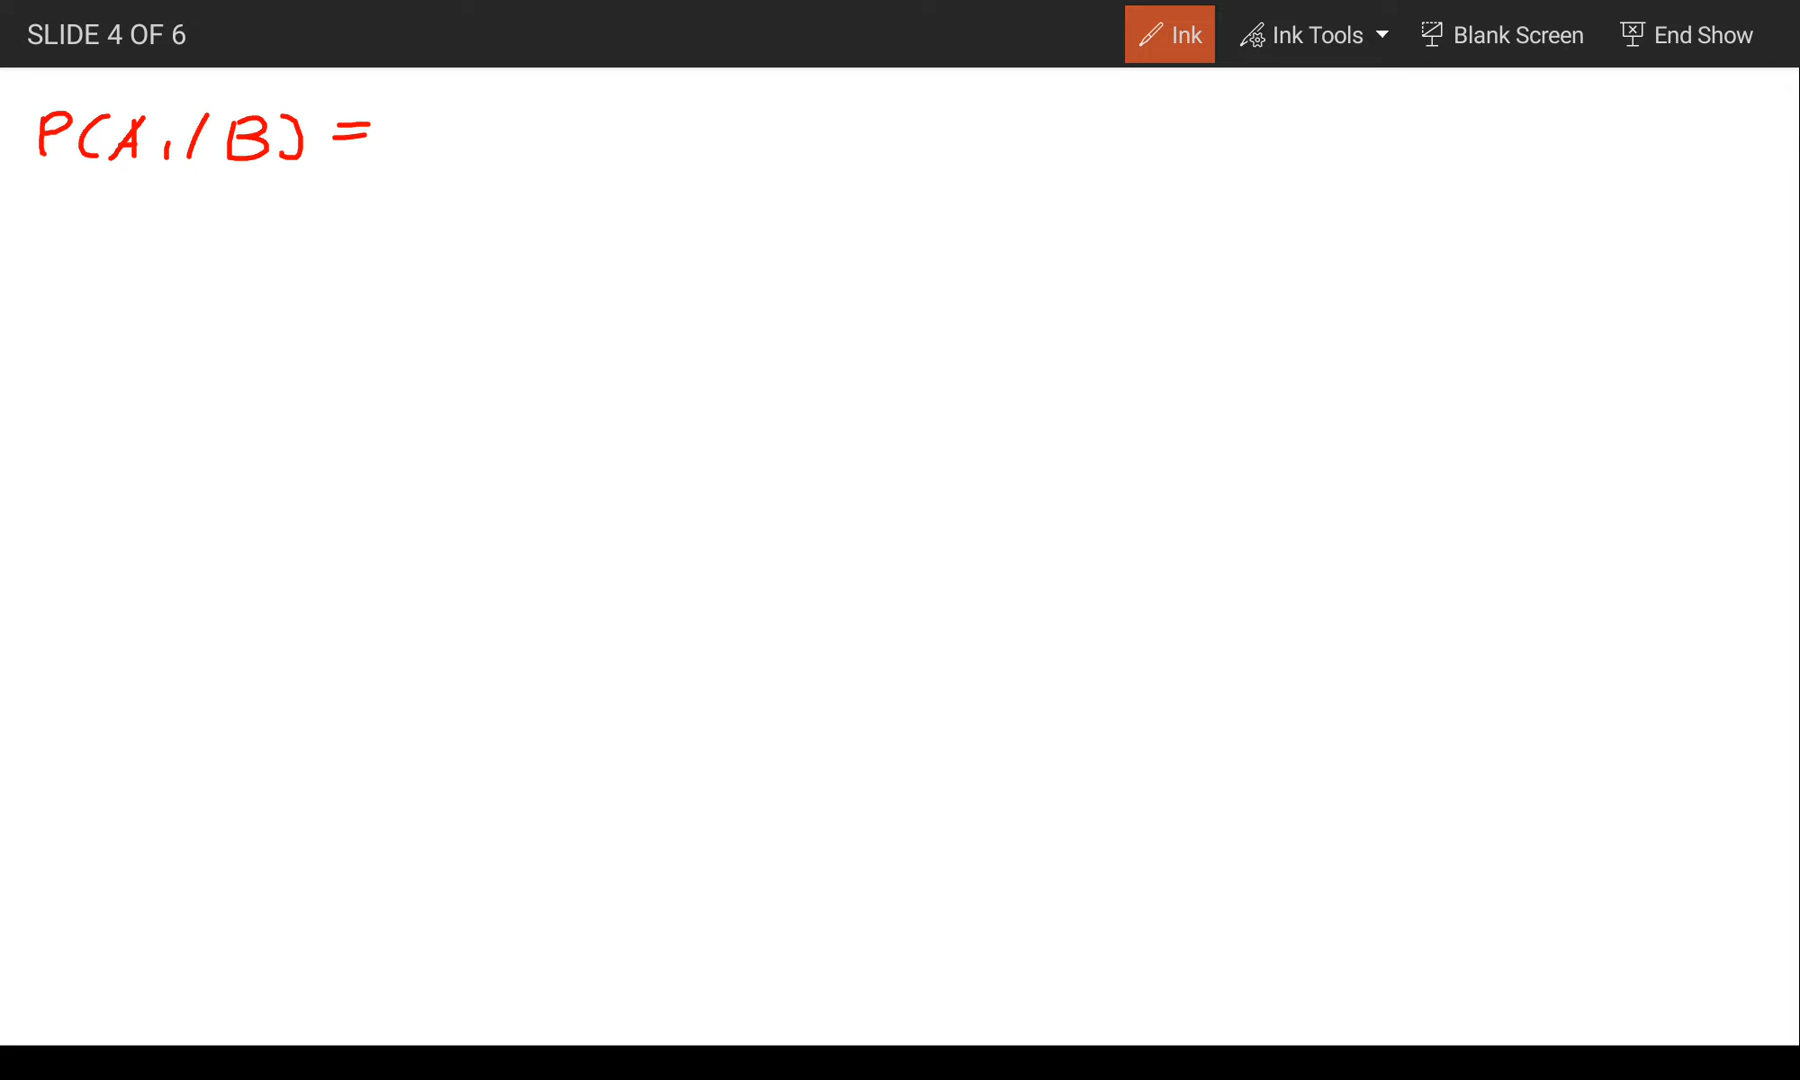 SLIDE 4 OF 6 Ink Ink Tools Blank Screen End Show
P(A₁/B) =